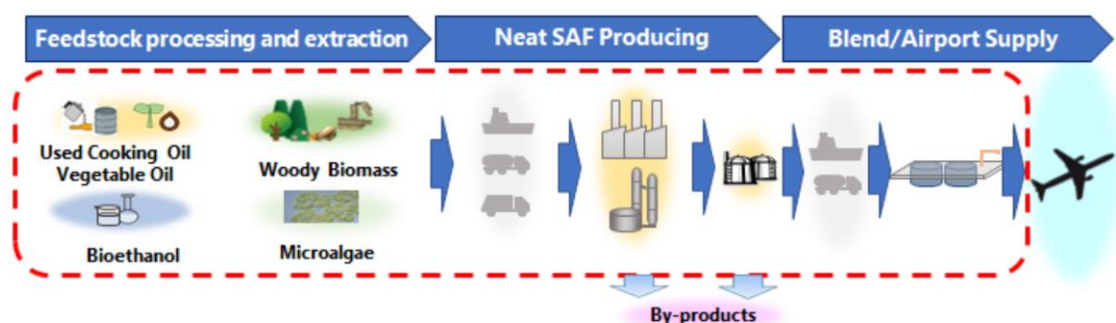 Feedstock processing and extraction
Neat SAF Producing
Blend/Airport Supply
Used Cooking Oil
Vegetable Oil
Woody Biomass
Bioethanol
Microalgae
By-products